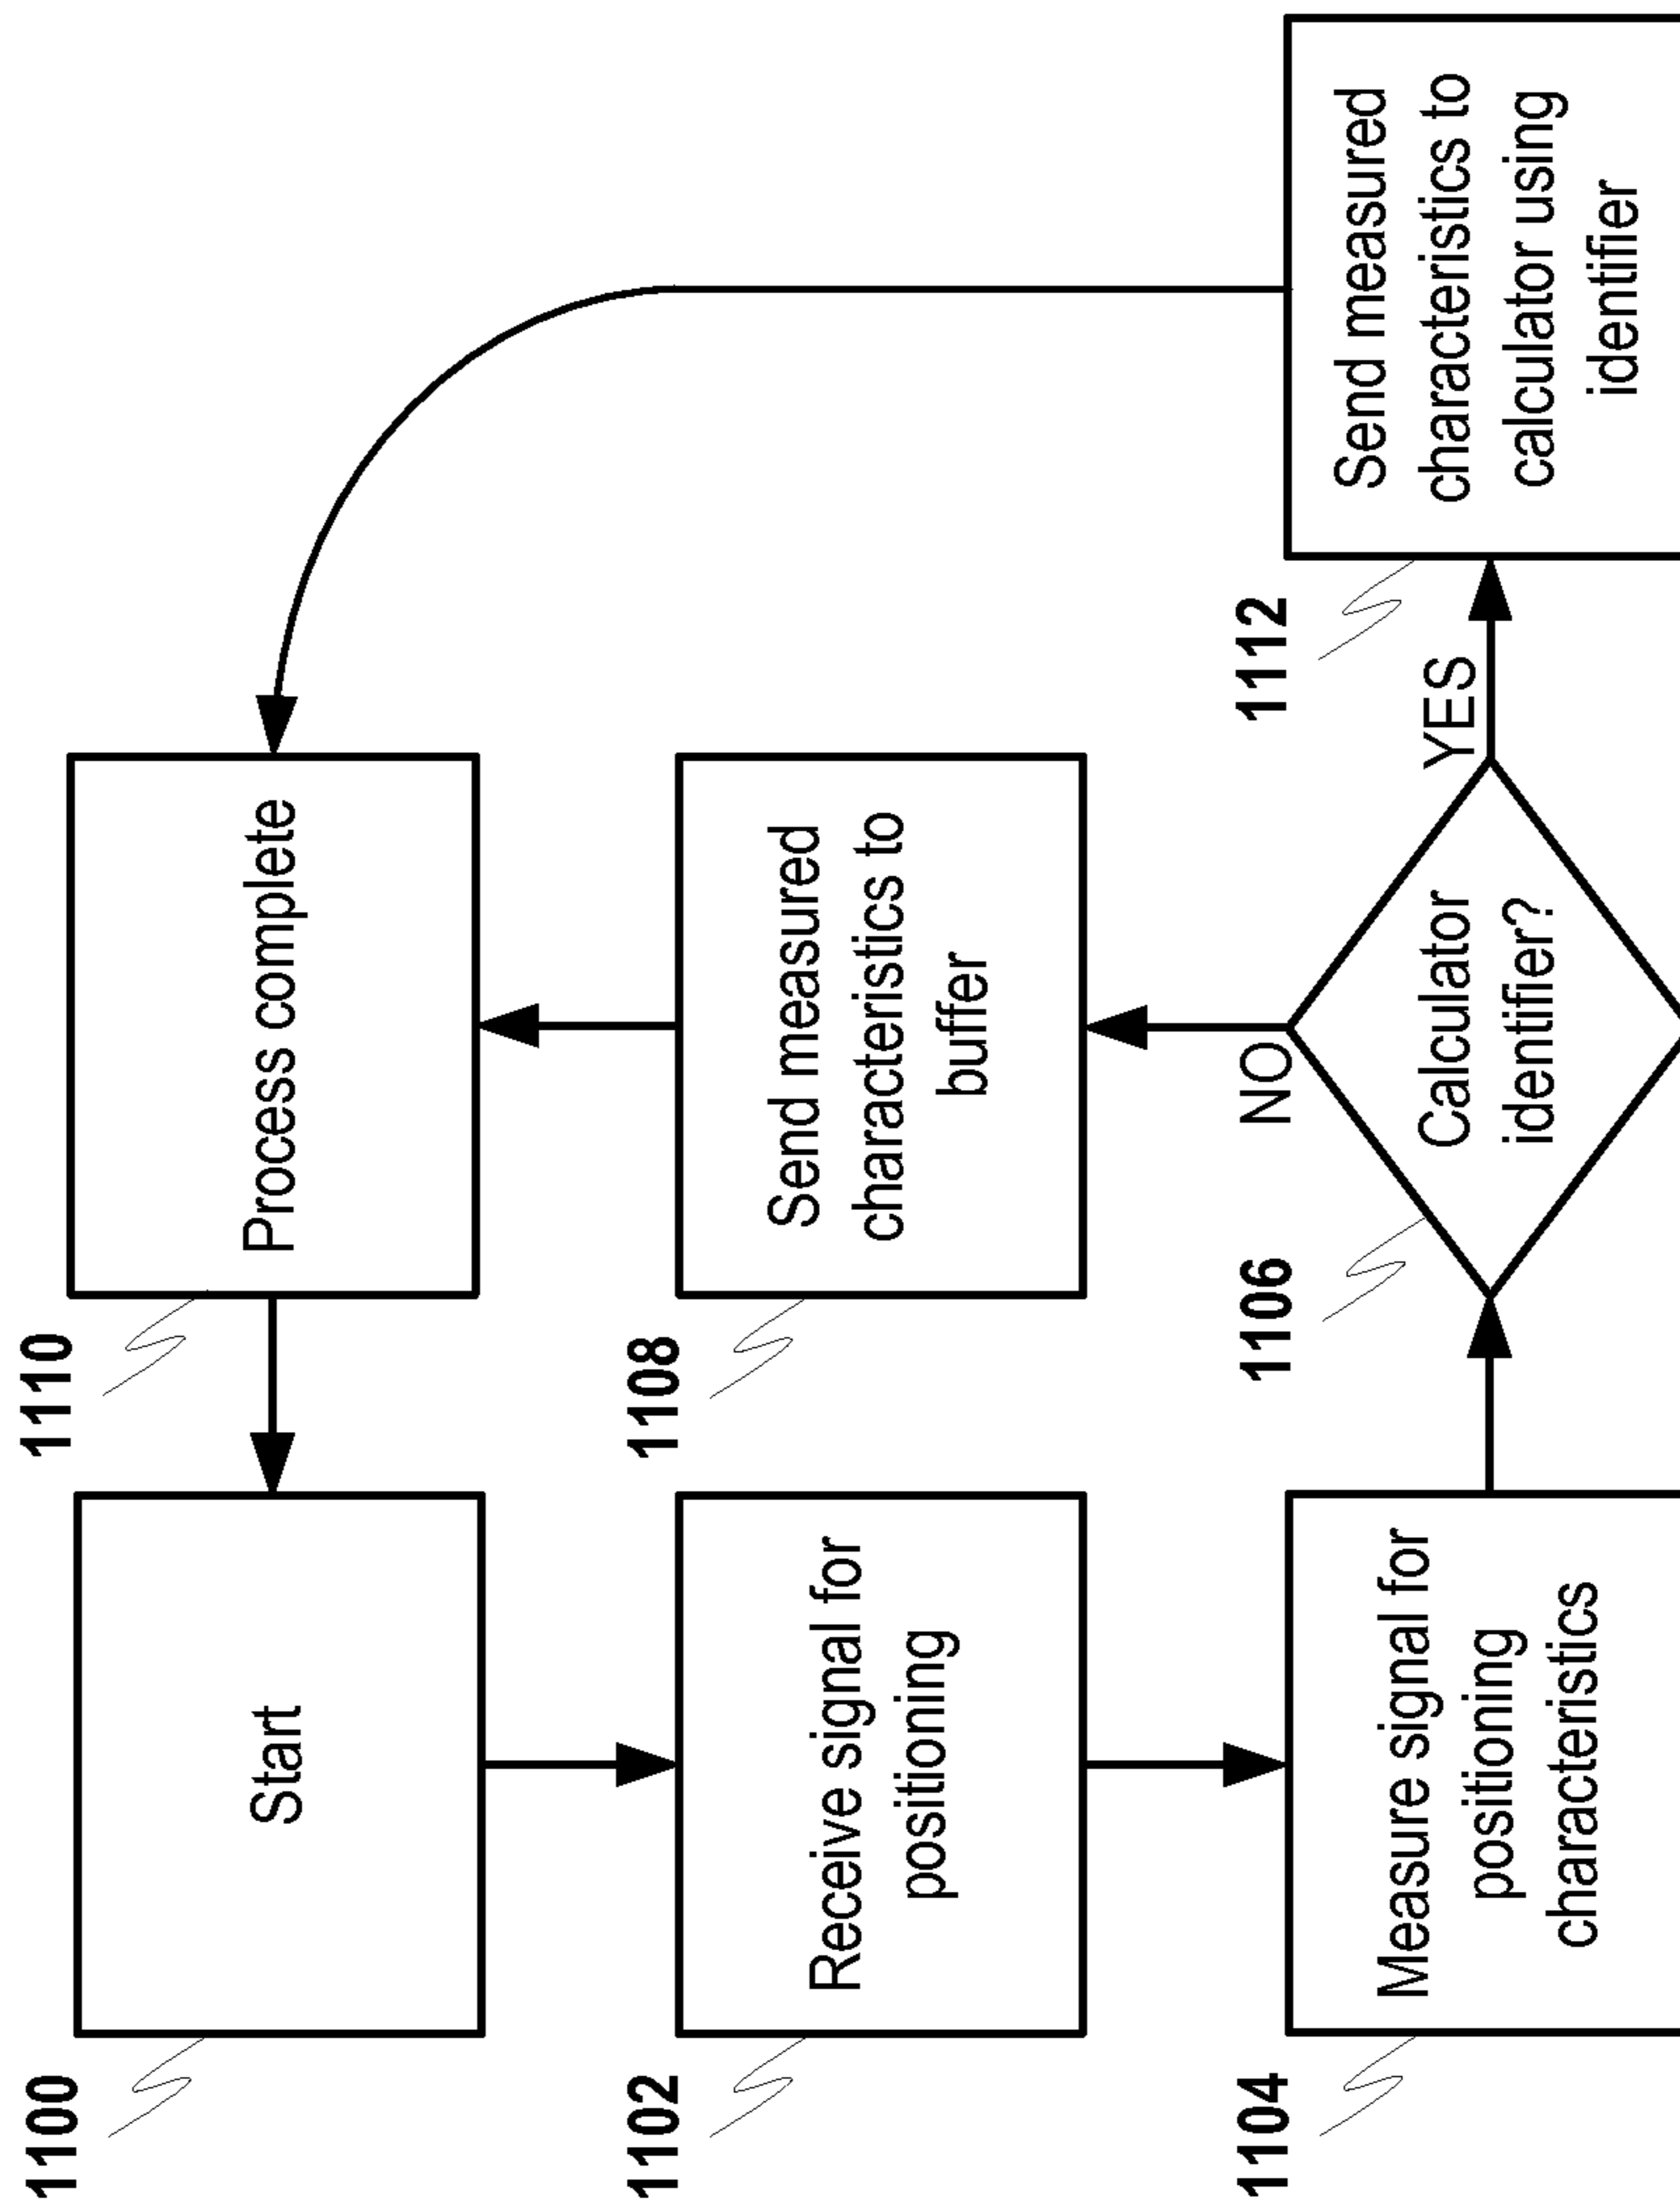 1100
Start
1102
Receive signal for
positioning
1104
Measure signal for
positioning
characteristics
1106
Calculator
identifier?
NO
YES
1108
Send measured
characteristics to
buffer
1110
Process complete
1112
Send measured
characteristics to
calculator using
identifier